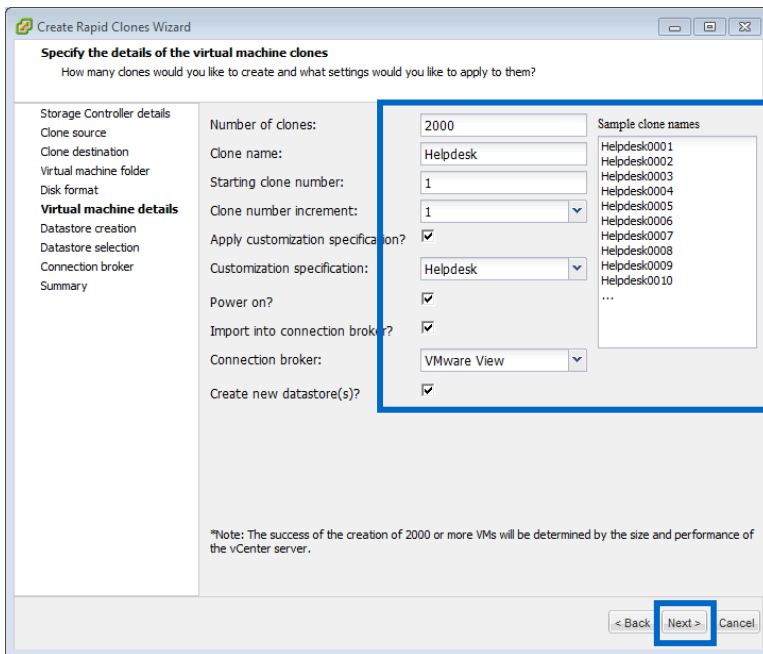 Create Rapid Clones Wizard
Specify the details of the virtual machine clones
How many clones would you like to create and what settings would you like to apply to them?
Storage Controller details
Clone source
Clone destination
Virtual machine folder
Disk format
Virtual machine details
Datastore creation
Datastore selection
Connection broker
Summary
Number of clones: 2000
Clone name: Helpdesk
Starting clone number: 1
Clone number increment: 1
Apply customization specification?
Customization specification: Helpdesk
Power on?
Import into connection broker?
Connection broker: VMware View
Create new datastore(s)?
Sample clone names
Helpdesk0001
Helpdesk0002
Helpdesk0003
Helpdesk0004
Helpdesk0005
Helpdesk0006
Helpdesk0007
Helpdesk0008
Helpdesk0009
Helpdesk0010
...
*Note: The success of the creation of 2000 or more VMs will be determined by the size and performance of
the vCenter server.
< Back Next > Cancel